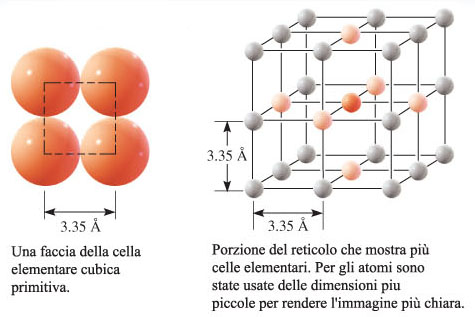 3.35 Å
Una faccia della cella
elementare cubica
primitiva.
3.35 Å
3.35 Å
Porzione del reticolo che mostra più
celle elementari. Per gli atomi sono
state usate delle dimensioni piu
piccole per rendere l'immagine più chiara.